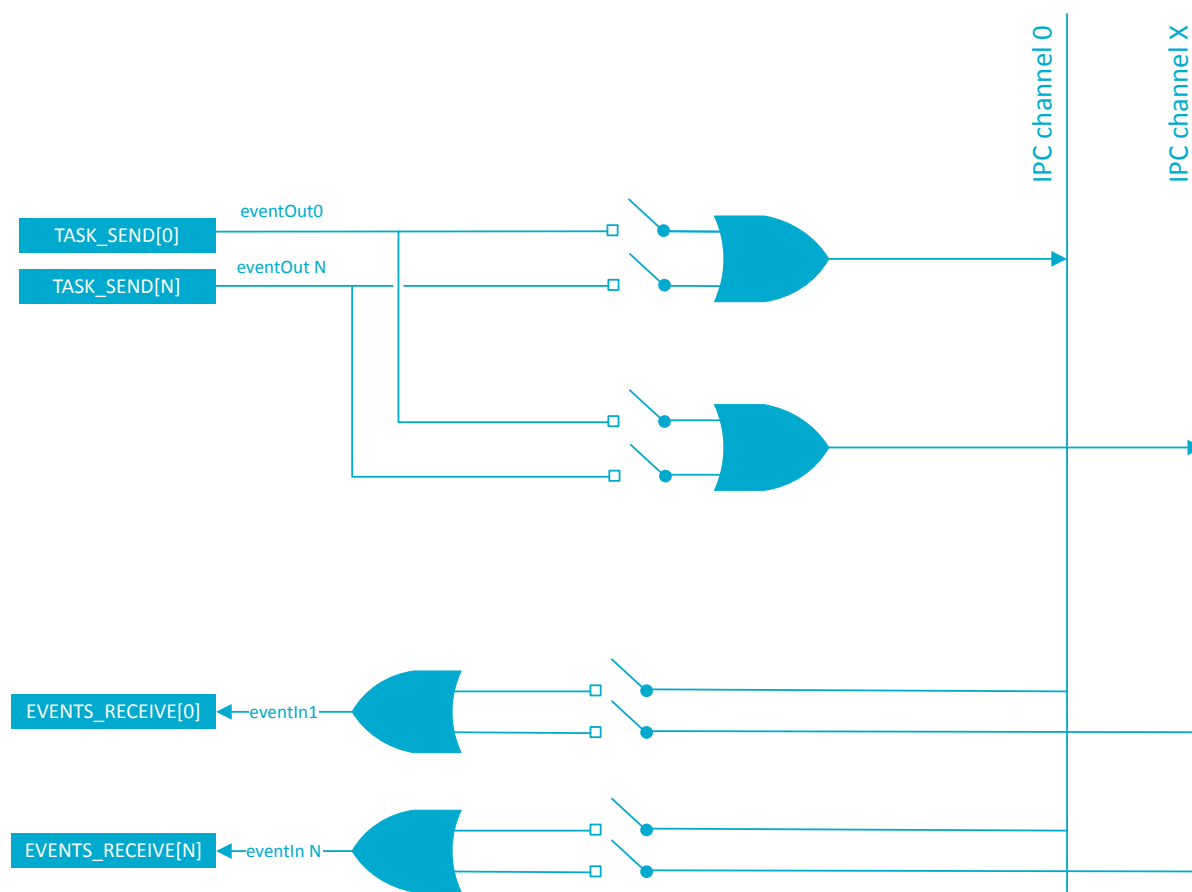 IPC channel 0
IPC channel X
eventOut0
TASK_SEND[0]
eventOut N
TASK_SEND[N]
EVENTS_RECEIVE[0]
eventIn1
EVENTS_RECEIVE[N]
eventIn N